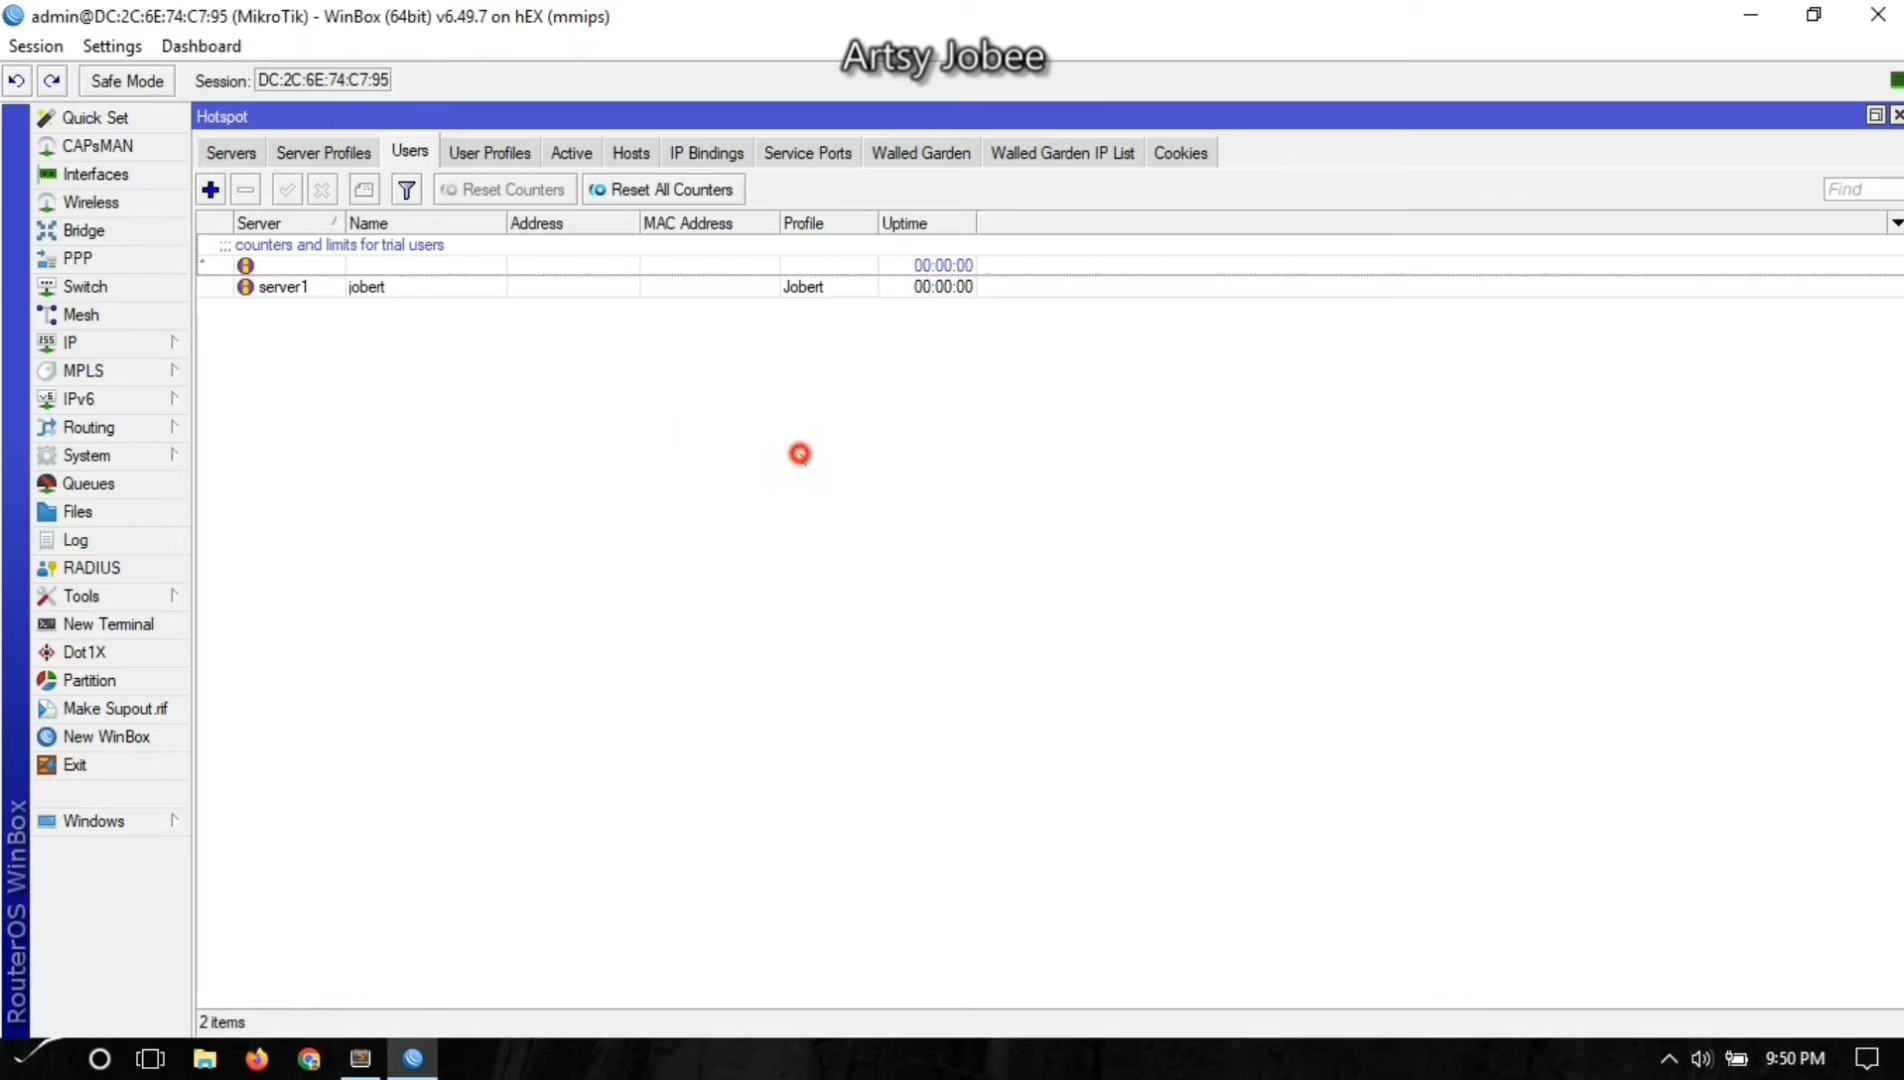 admin@DC:2C:6E:74:C7:95 (MikroTik) - WinBox (64bit) v6.49.7 on hEX (mmips)
Session Settings Dashboard
Artsy Jobee
Safe Mode Session: DC:2C:6E:74:C7:95
Hotspot
Servers Server Profiles Users User Profiles Active Hosts IP Bindings Service Ports Walled Garden Walled Garden IP List Cookies
Reset Counters Reset All Counters Find
Server Name Address MAC Address Profile Uptime
::: counters and limits for trial users
* 00:00:00
server1 jobert Jobert 00:00:00
Quick Set
CAPsMAN
Interfaces
Wireless
Bridge
PPP
Switch
Mesh
IP
MPLS
IPv6
Routing
System
Queues
Files
Log
RADIUS
Tools
New Terminal
Dot1X
Partition
Make Supout.rif
New WinBox
Exit
Windows
RouterOS WinBox
2 items
9:50 PM